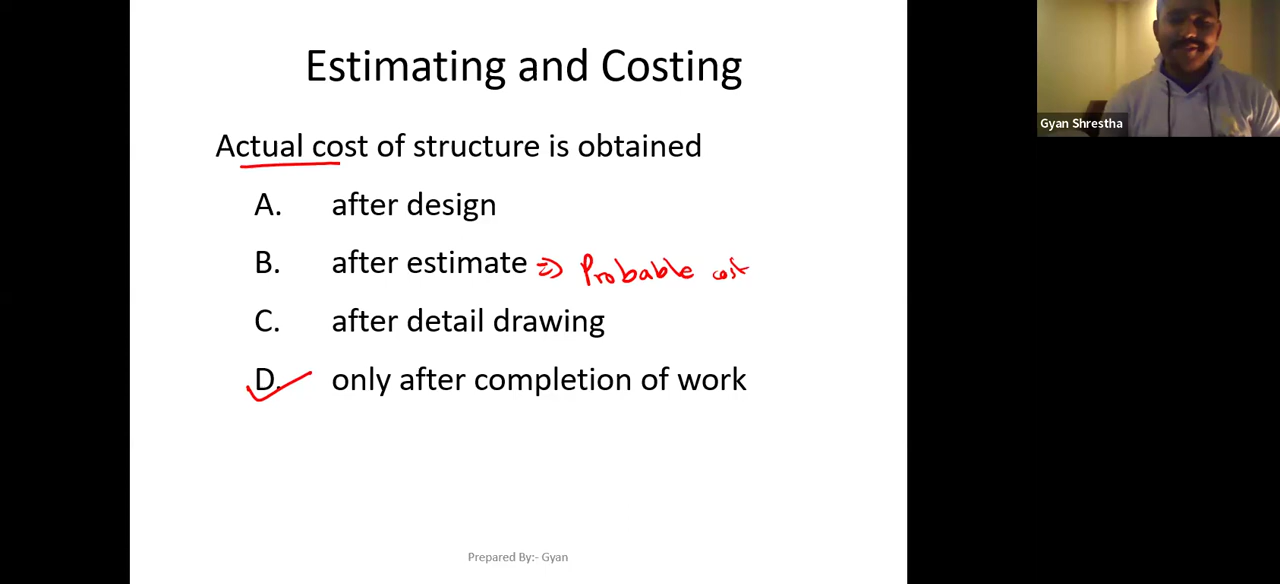 Estimating and Costing
Gyan Shrestha
Actual cost of structure is obtained
A. after design
B. after estimate => Probable cost
C. after detail drawing
D. only after completion of work
Prepared By:- Gyan